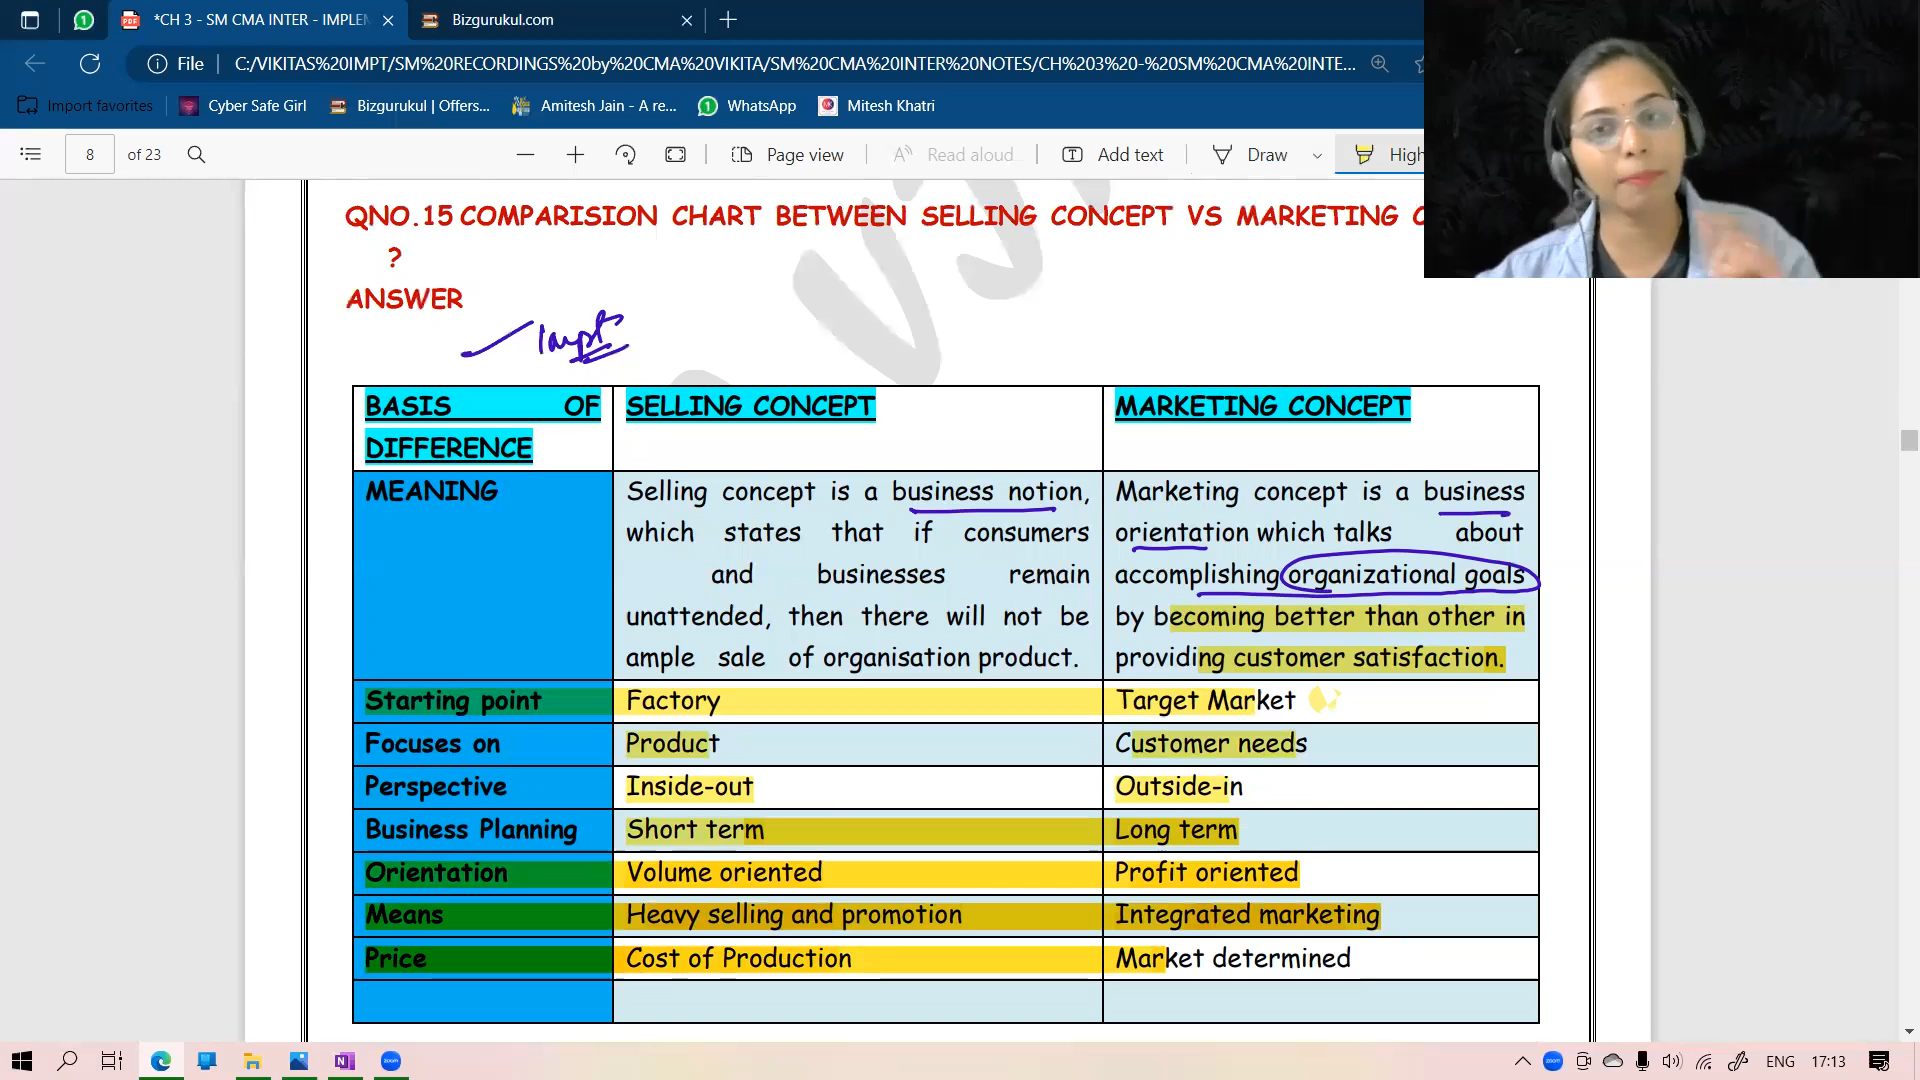 *CH 3 - SM CMA INTER - IMPLEM
Bizgurukul.com
File
C:/VIKITAS%20IMPT/SM%20RECORDINGS%20by%20CMA%20VIKITA/SM%20CMA%20INTER%20NOTES/CH%203%20-%20SM%20CMA%20INTE...
Import favorites
Cyber Safe Girl
Bizgurukul | Offers...
Amitesh Jain - A re...
WhatsApp
Mitesh Khatri
8 of 23
Page view
Read aloud
Add text
Draw
High
QNO.15 COMPARISION CHART BETWEEN SELLING CONCEPT VS MARKETING C
?
ANSWER
Impt
BASIS OF DIFFERENCE
SELLING CONCEPT
MARKETING CONCEPT
MEANING
Selling concept is a business notion,
which states that if consumers
and businesses remain
unattended, then there will not be
ample sale of organisation product.
Marketing concept is a business
orientation which talks about
accomplishing organizational goals
by becoming better than other in
providing customer satisfaction.
Starting point Factory Target Market
Focuses on Product Customer needs
Perspective Inside-out Outside-in
Business Planning Short term Long term
Orientation Volume oriented Profit oriented
Means Heavy selling and promotion Integrated marketing
Price Cost of Production Market determined
ENG 17:13